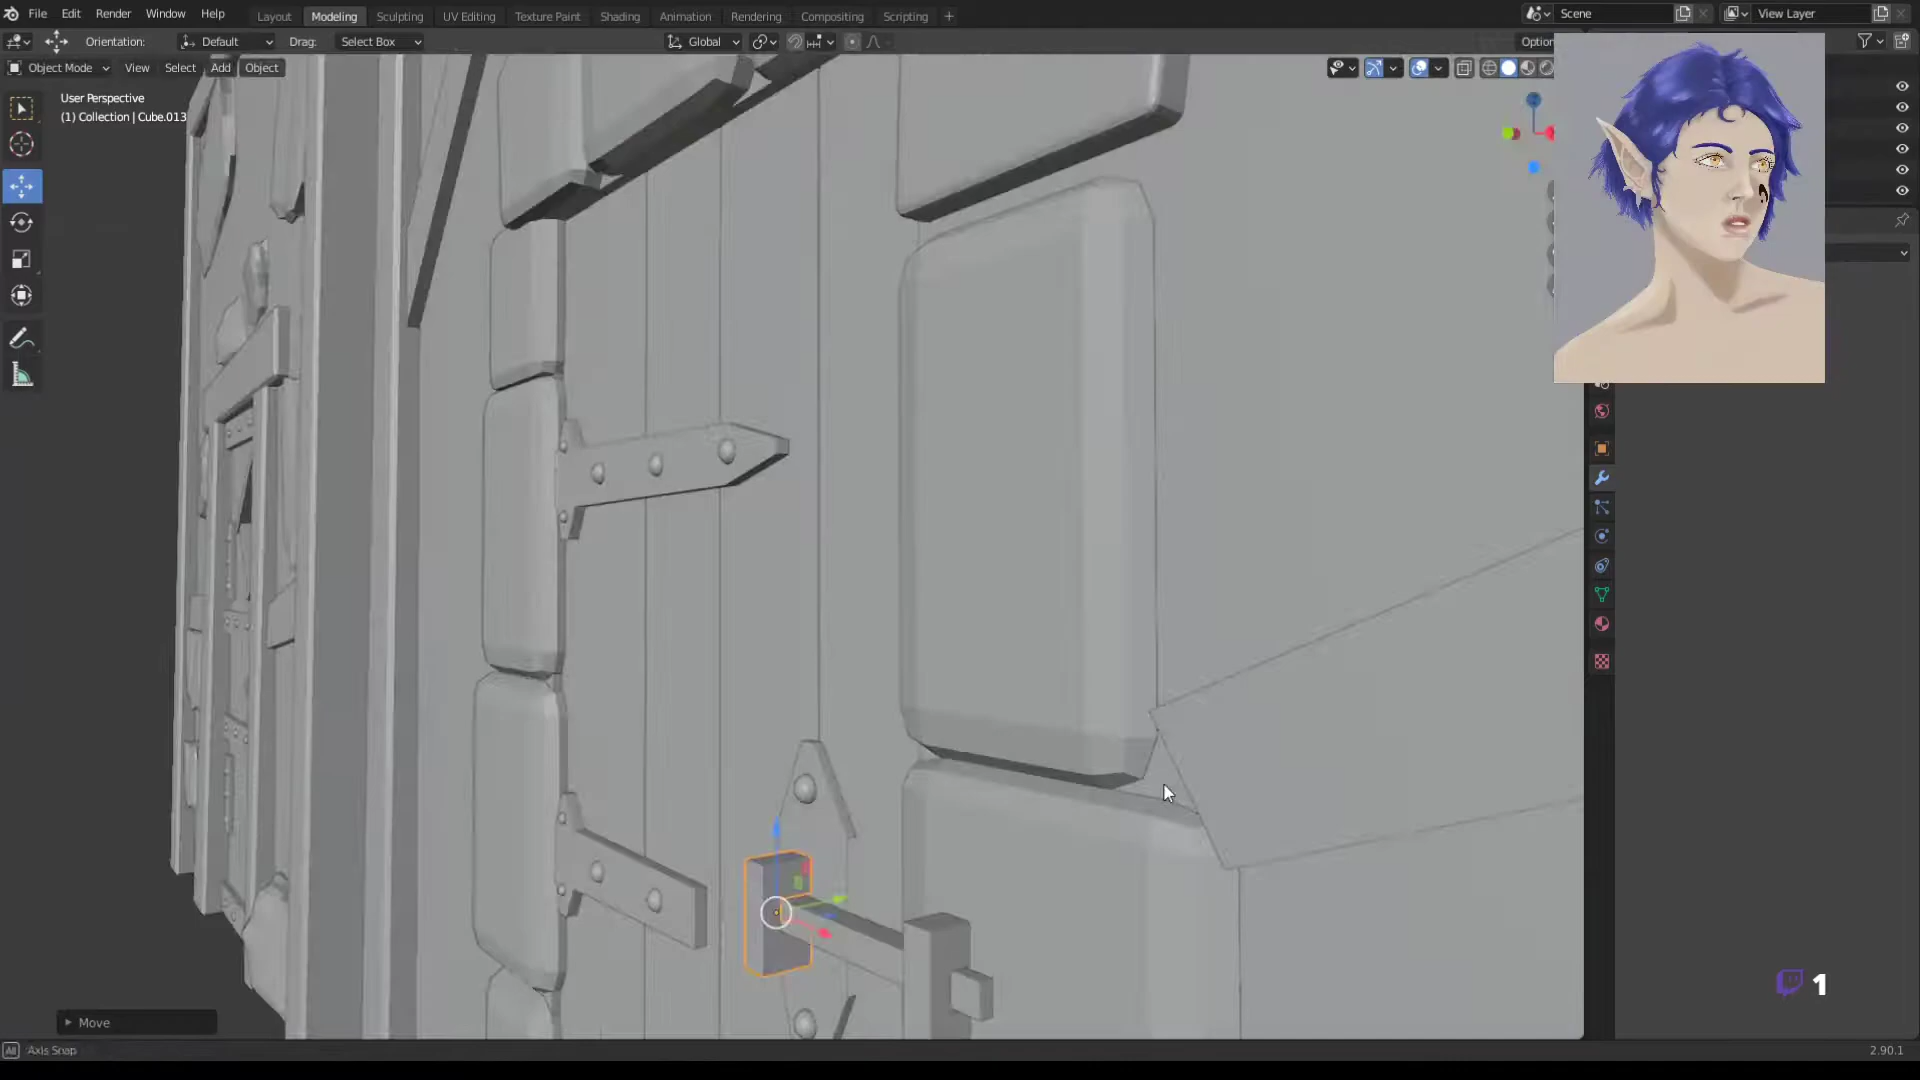 File Edit Render Window Help
Layout Modeling Sculpting UV Editing Texture Paint Shading Animation Rendering Compositing Scripting +
Scene
View Layer
Orientation: Default Drag: Select Box
Global
Option
Object Mode View Select Add Object
User Perspective
(1) Collection | Cube.013
1
Move
Axis Snap
2.90.1